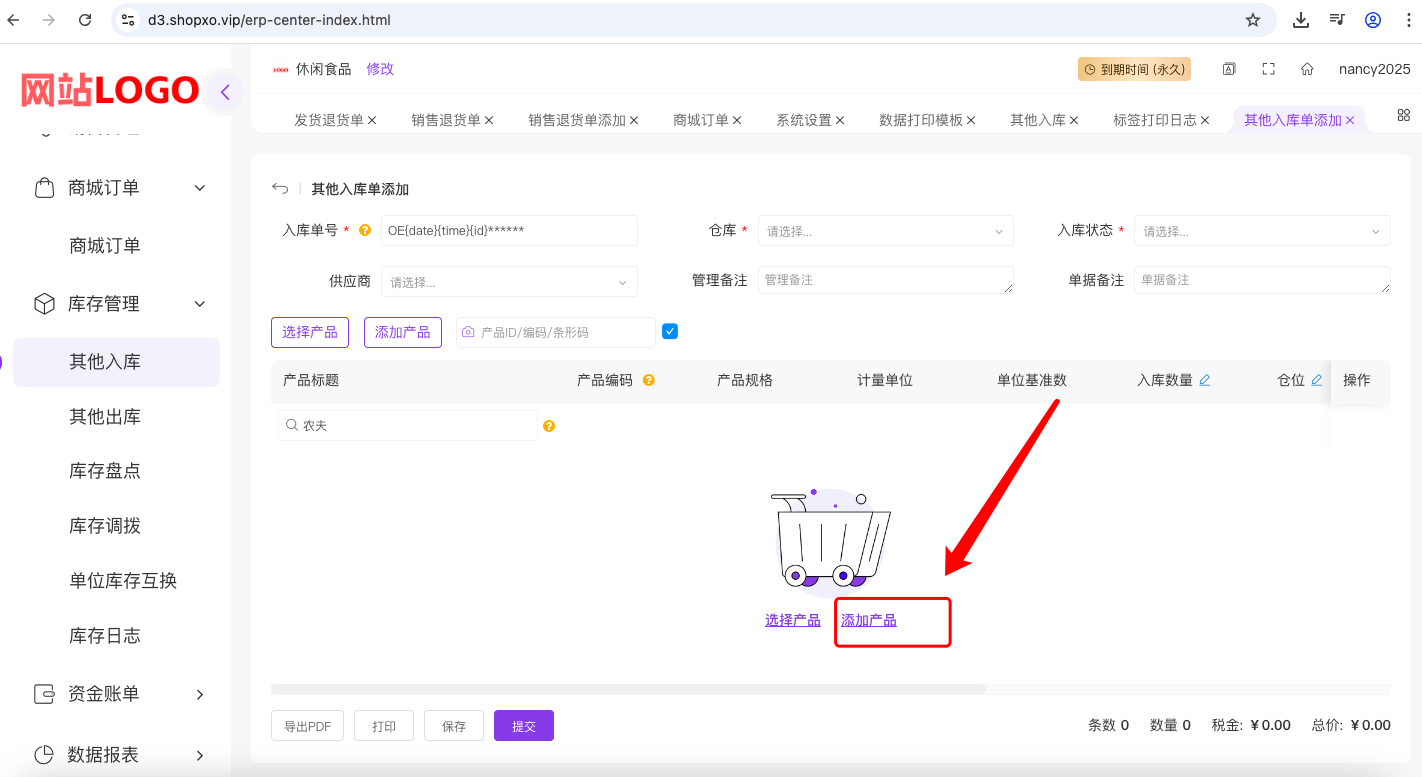 d3.shopxo.vip/erp-center-index.html
网站LOGO
LOGO 休闲食品 修改
到期时间 (永久)
nancy2025
发货退货单 销售退货单 销售退货单添加 商城订单 系统设置 数据打印模板 其他入库 标签打印日志 其他入库单添加
商城订单
商城订单
库存管理
其他入库
其他出库
库存盘点
库存调拨
单位库存互换
库存日志
资金账单
数据报表
其他入库单添加
入库单号 * OE{date}{time}{id}******
仓库 * 请选择...
入库状态 * 请选择...
供应商 请选择...
管理备注 管理备注
单据备注 单据备注
选择产品 添加产品 产品ID/编码/条形码
产品标题 产品编码 产品规格 计量单位 单位基准数 入库数量 仓位 操作
农夫
选择产品 添加产品
导出PDF 打印 保存 提交
条数 0 数量 0 税金: ￥0.00 总价: ￥0.00